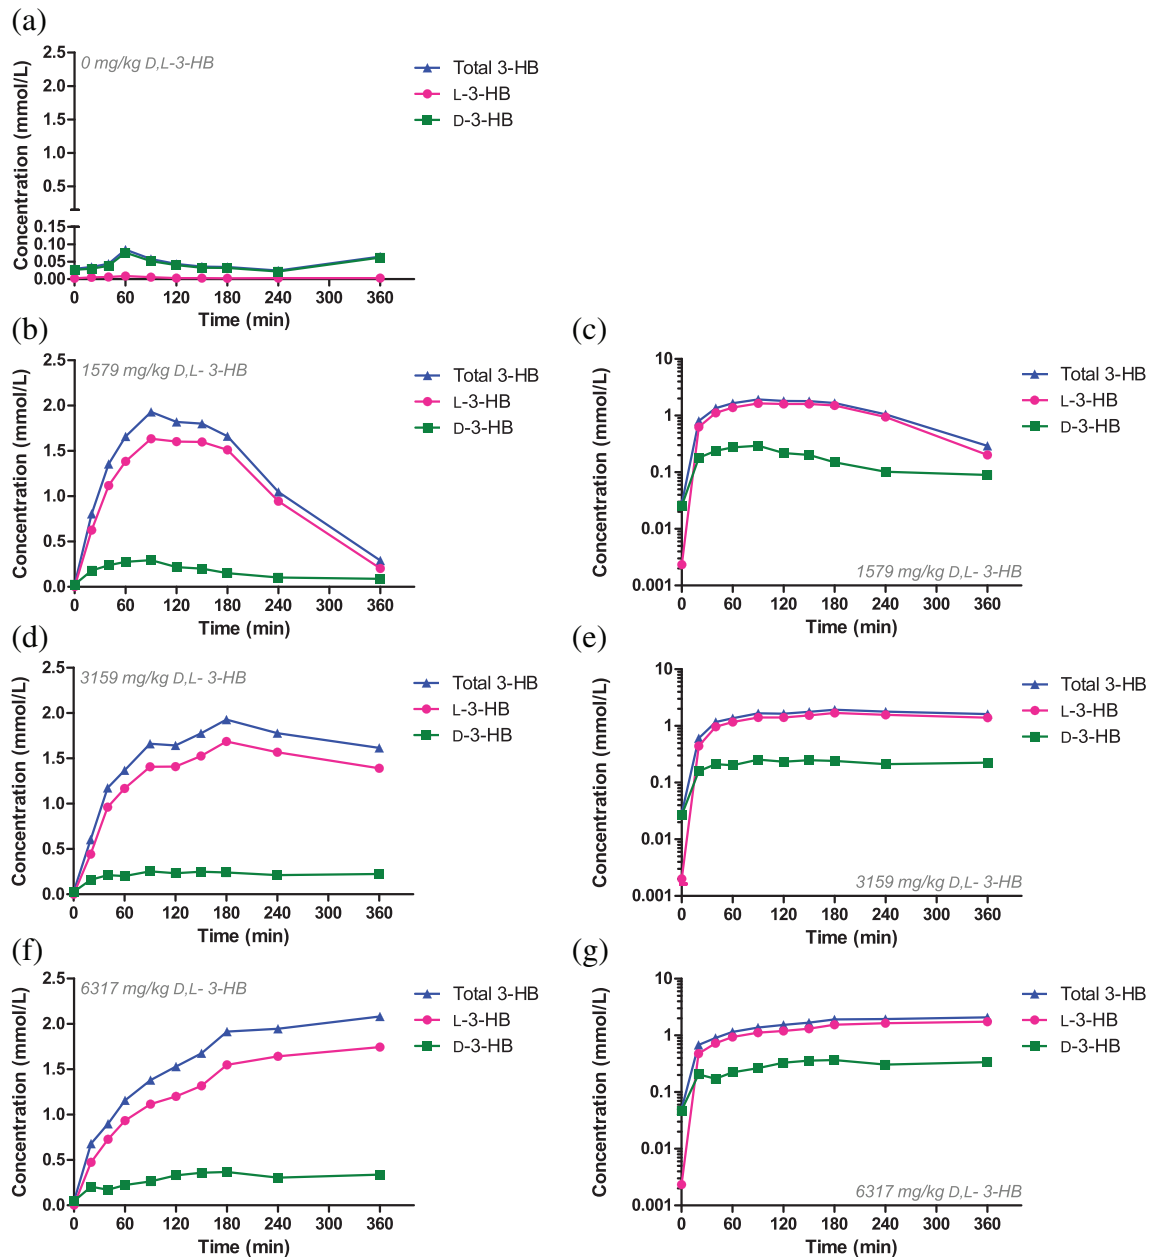 (a)
0 mg/kg D,L-3-HB
Concentration (mmol/L)
2.5
2.0
1.5
1.0
0.5
0.15
0.10
0.05
0.00
0 60 120 180 240 300 360
Time (min)
Total 3-HB
L-3-HB
D-3-HB
(b)
1579 mg/kg D,L- 3-HB
Concentration (mmol/L)
2.5
2.0
1.5
1.0
0.5
0.0
0 60 120 180 240 300 360
Time (min)
Total 3-HB
L-3-HB
D-3-HB
(c)
Concentration (mmol/L)
10
1
0.1
0.01
0.001
1579 mg/kg D,L- 3-HB
0 60 120 180 240 300 360
Time (min)
Total 3-HB
L-3-HB
D-3-HB
(d)
3159 mg/kg D,L- 3-HB
Concentration (mmol/L)
2.5
2.0
1.5
1.0
0.5
0.0
0 60 120 180 240 300 360
Time (min)
Total 3-HB
L-3-HB
D-3-HB
(e)
Concentration (mmol/L)
10
1
0.1
0.01
0.001
3159 mg/kg D,L- 3-HB
0 60 120 180 240 300 360
Time (min)
Total 3-HB
L-3-HB
D-3-HB
(f)
6317 mg/kg D,L- 3-HB
Concentration (mmol/L)
2.5
2.0
1.5
1.0
0.5
0.0
0 60 120 180 240 300 360
Time (min)
Total 3-HB
L-3-HB
D-3-HB
(g)
Concentration (mmol/L)
10
1
0.1
0.01
0.001
6317 mg/kg D,L- 3-HB
0 60 120 180 240 300 360
Time (min)
Total 3-HB
L-3-HB
D-3-HB